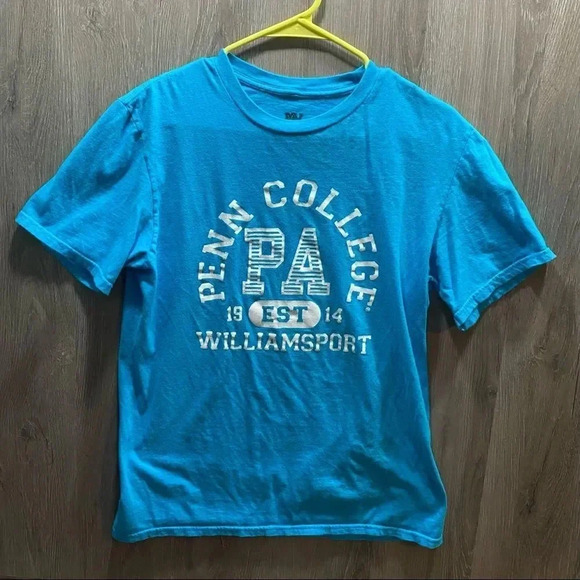 PENN COLLEGE
PA
19 EST 14
WILLIAMSPORT